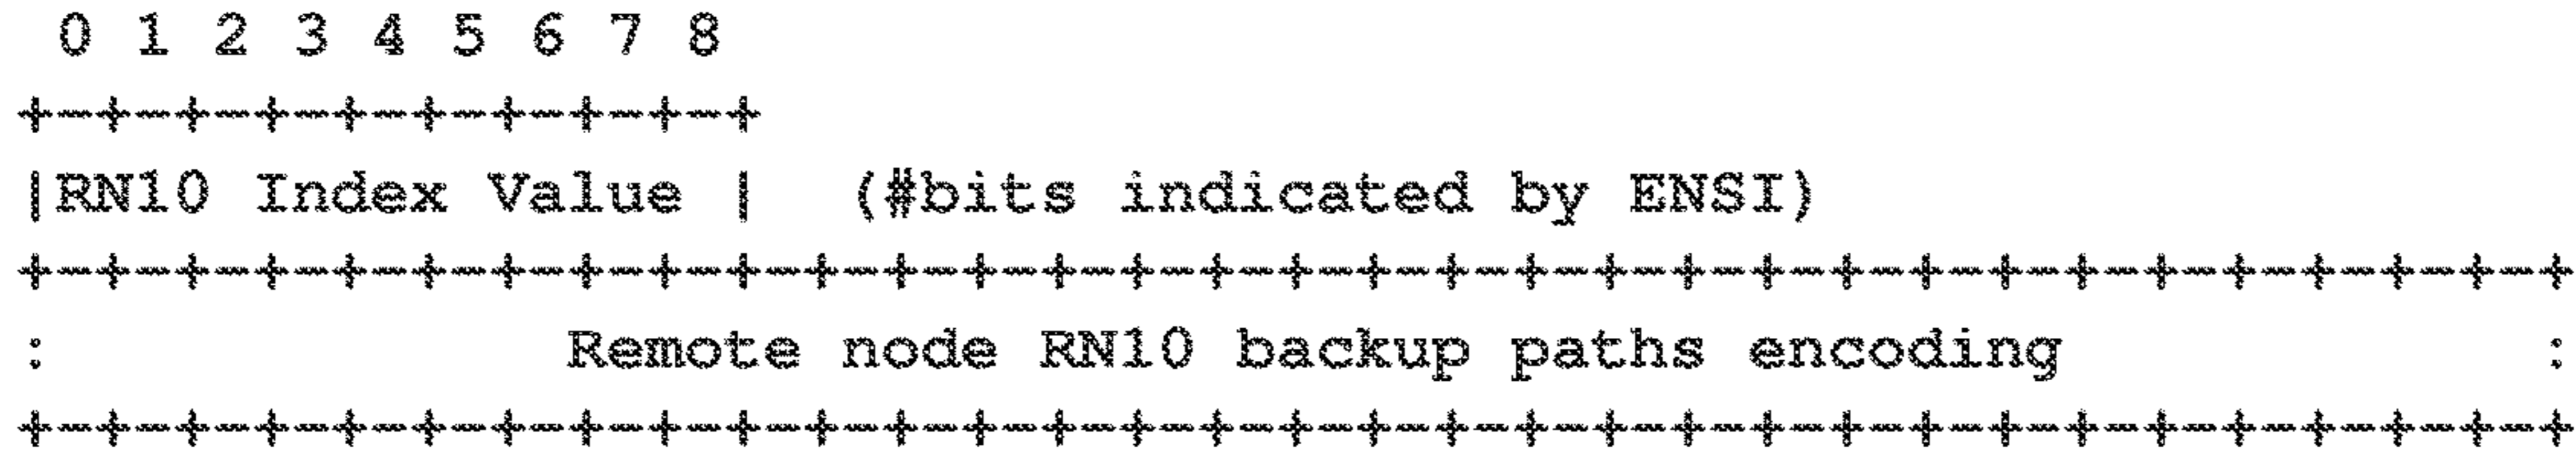 0 1 2 3 4 5 6 7 8
+-+-+-+-+-+-+-+-+-+
|RN10 Index Value |  (#bits indicated by ENSI)
+-+-+-+-+-+-+-+-+-+-+-+-+-+-+-+-+-+-+-+-+-+-+-+-+-+-+-+-+-+-+-+-+
:             Remote node RN10 backup paths encoding            :
+-+-+-+-+-+-+-+-+-+-+-+-+-+-+-+-+-+-+-+-+-+-+-+-+-+-+-+-+-+-+-+-+